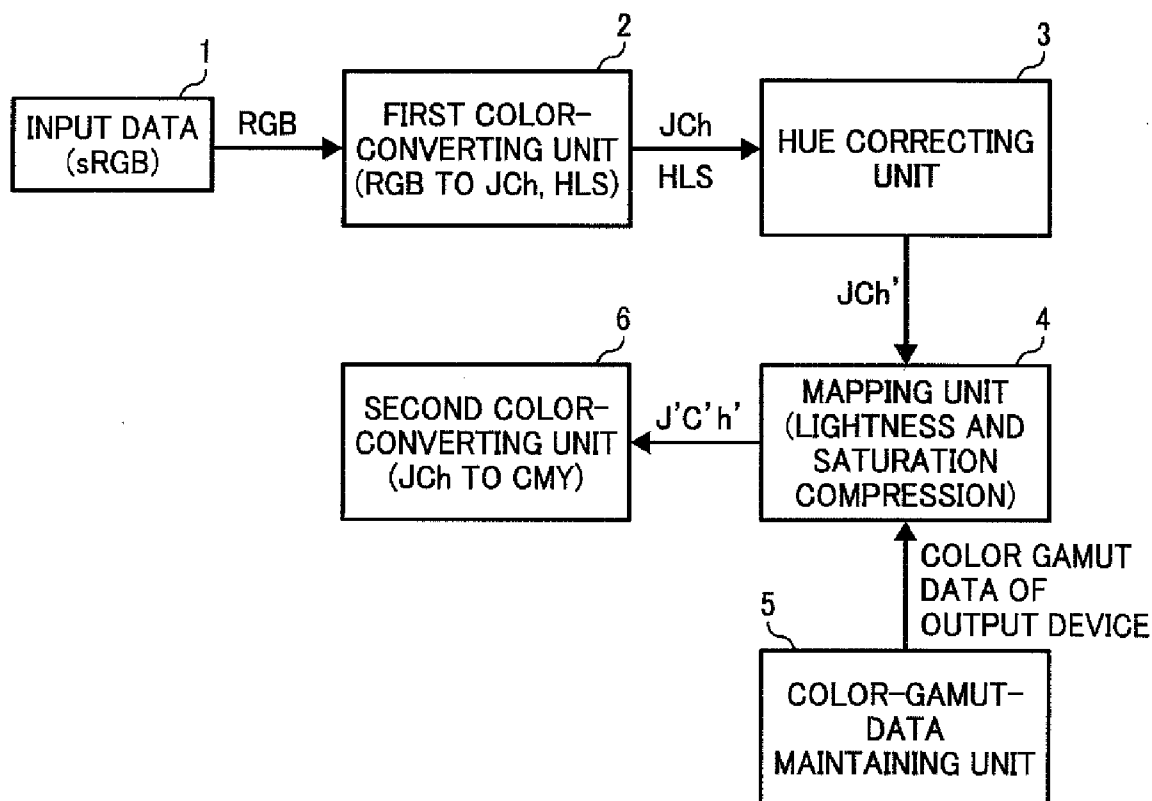 1
INPUT DATA
(sRGB)
RGB
2
FIRST COLOR-
CONVERTING UNIT
(RGB TO JCh, HLS)
JCh
HLS
3
HUE CORRECTING
UNIT
JCh'
4
MAPPING UNIT
(LIGHTNESS AND
SATURATION
COMPRESSION)
J'C'h'
6
SECOND COLOR-
CONVERTING UNIT
(JCh TO CMY)
COLOR GAMUT
DATA OF
OUTPUT DEVICE
5
COLOR-GAMUT-
DATA
MAINTAINING UNIT